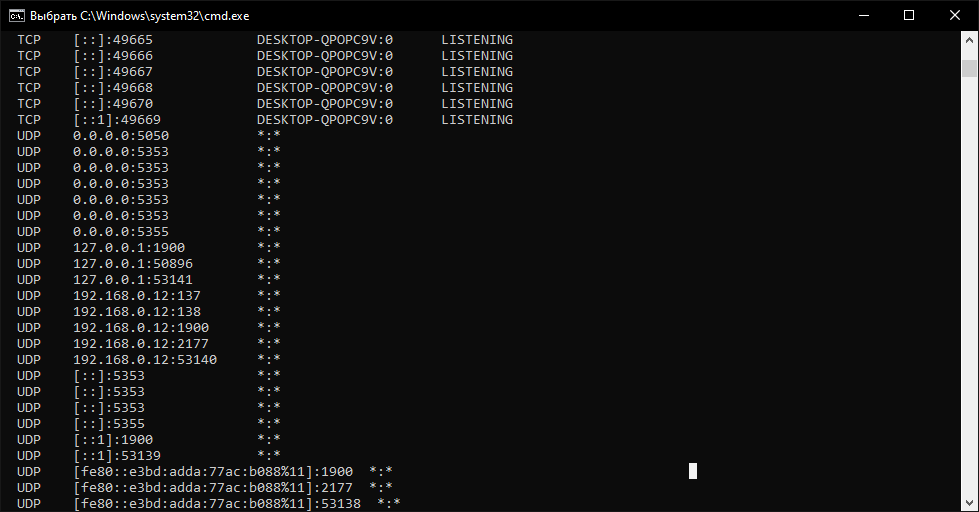 Выбрать C:\Windows\system32\cmd.exe
TCP [::]:49665 DESKTOP-QPOPC9V:0 LISTENING
TCP [::]:49666 DESKTOP-QPOPC9V:0 LISTENING
TCP [::]:49667 DESKTOP-QPOPC9V:0 LISTENING
TCP [::]:49668 DESKTOP-QPOPC9V:0 LISTENING
TCP [::]:49670 DESKTOP-QPOPC9V:0 LISTENING
TCP [::1]:49669 DESKTOP-QPOPC9V:0 LISTENING
UDP 0.0.0.0:5050 *:*
UDP 0.0.0.0:5353 *:*
UDP 0.0.0.0:5353 *:*
UDP 0.0.0.0:5353 *:*
UDP 0.0.0.0:5353 *:*
UDP 0.0.0.0:5353 *:*
UDP 0.0.0.0:5355 *:*
UDP 127.0.0.1:1900 *:*
UDP 127.0.0.1:50896 *:*
UDP 127.0.0.1:53141 *:*
UDP 192.168.0.12:137 *:*
UDP 192.168.0.12:138 *:*
UDP 192.168.0.12:1900 *:*
UDP 192.168.0.12:2177 *:*
UDP 192.168.0.12:53140 *:*
UDP [::]:5353 *:*
UDP [::]:5353 *:*
UDP [::]:5353 *:*
UDP [::]:5355 *:*
UDP [::1]:1900 *:*
UDP [::1]:53139 *:*
UDP [fe80::e3bd:adda:77ac:b088%11]:1900 *:*
UDP [fe80::e3bd:adda:77ac:b088%11]:2177 *:*
UDP [fe80::e3bd:adda:77ac:b088%11]:53138 *:*